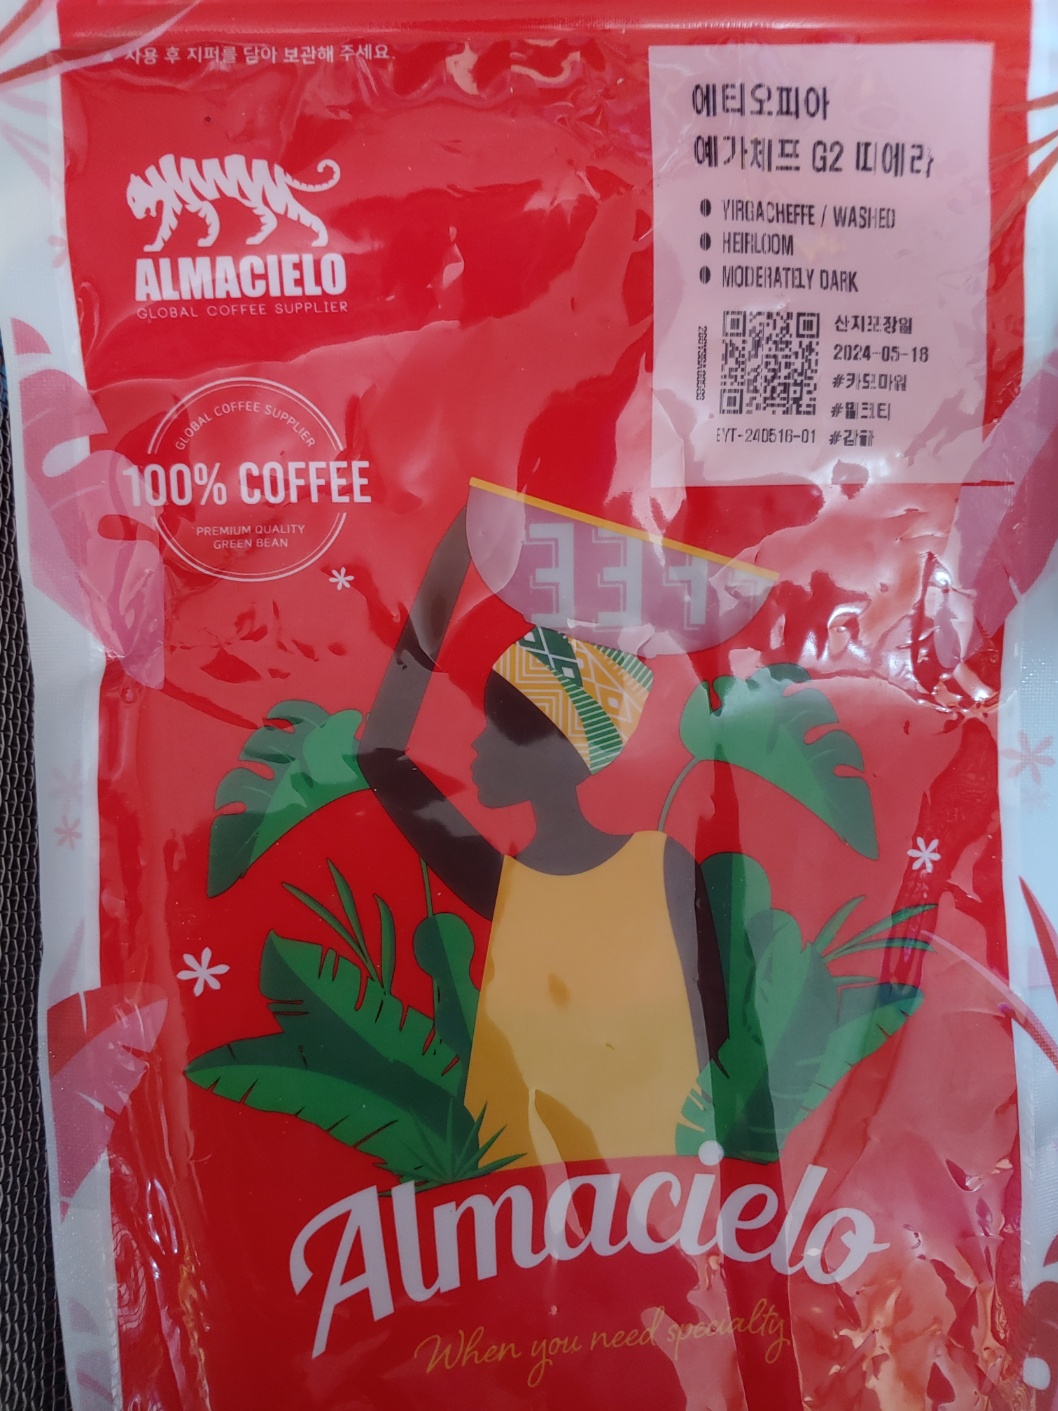 사용 후 지퍼를 닫아 보관해 주세요.
ALMACIELO
GLOBAL COFFEE SUPPLIER
에티오피아
예가체프 G2 띠에라
YIRGACHEFFE / WASHED
HEIRLOOM
MODERATELY DARK
산지포장일
2024-05-18
#카르마윙
#밀크티
#감귤
EYT-240516-01
GLOBAL COFFEE SUPPLIER
100% COFFEE
PREMIUM QUALITY
GREEN BEAN
Almacielo
When you need specialty